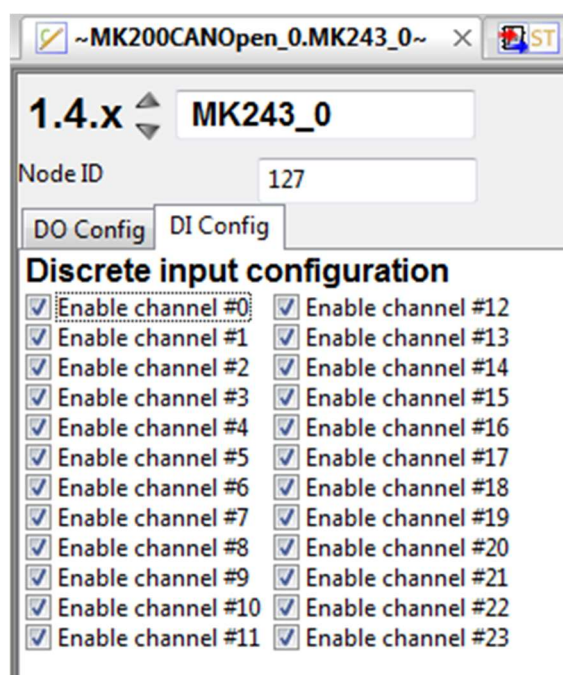 ~MK200CANOpen_0.MK243_0~ ST
1.4.x MK243_0
Node ID 127
DO Config DI Config
Discrete input configuration
Enable channel #0 Enable channel #12
Enable channel #1 Enable channel #13
Enable channel #2 Enable channel #14
Enable channel #3 Enable channel #15
Enable channel #4 Enable channel #16
Enable channel #5 Enable channel #17
Enable channel #6 Enable channel #18
Enable channel #7 Enable channel #19
Enable channel #8 Enable channel #20
Enable channel #9 Enable channel #21
Enable channel #10 Enable channel #22
Enable channel #11 Enable channel #23